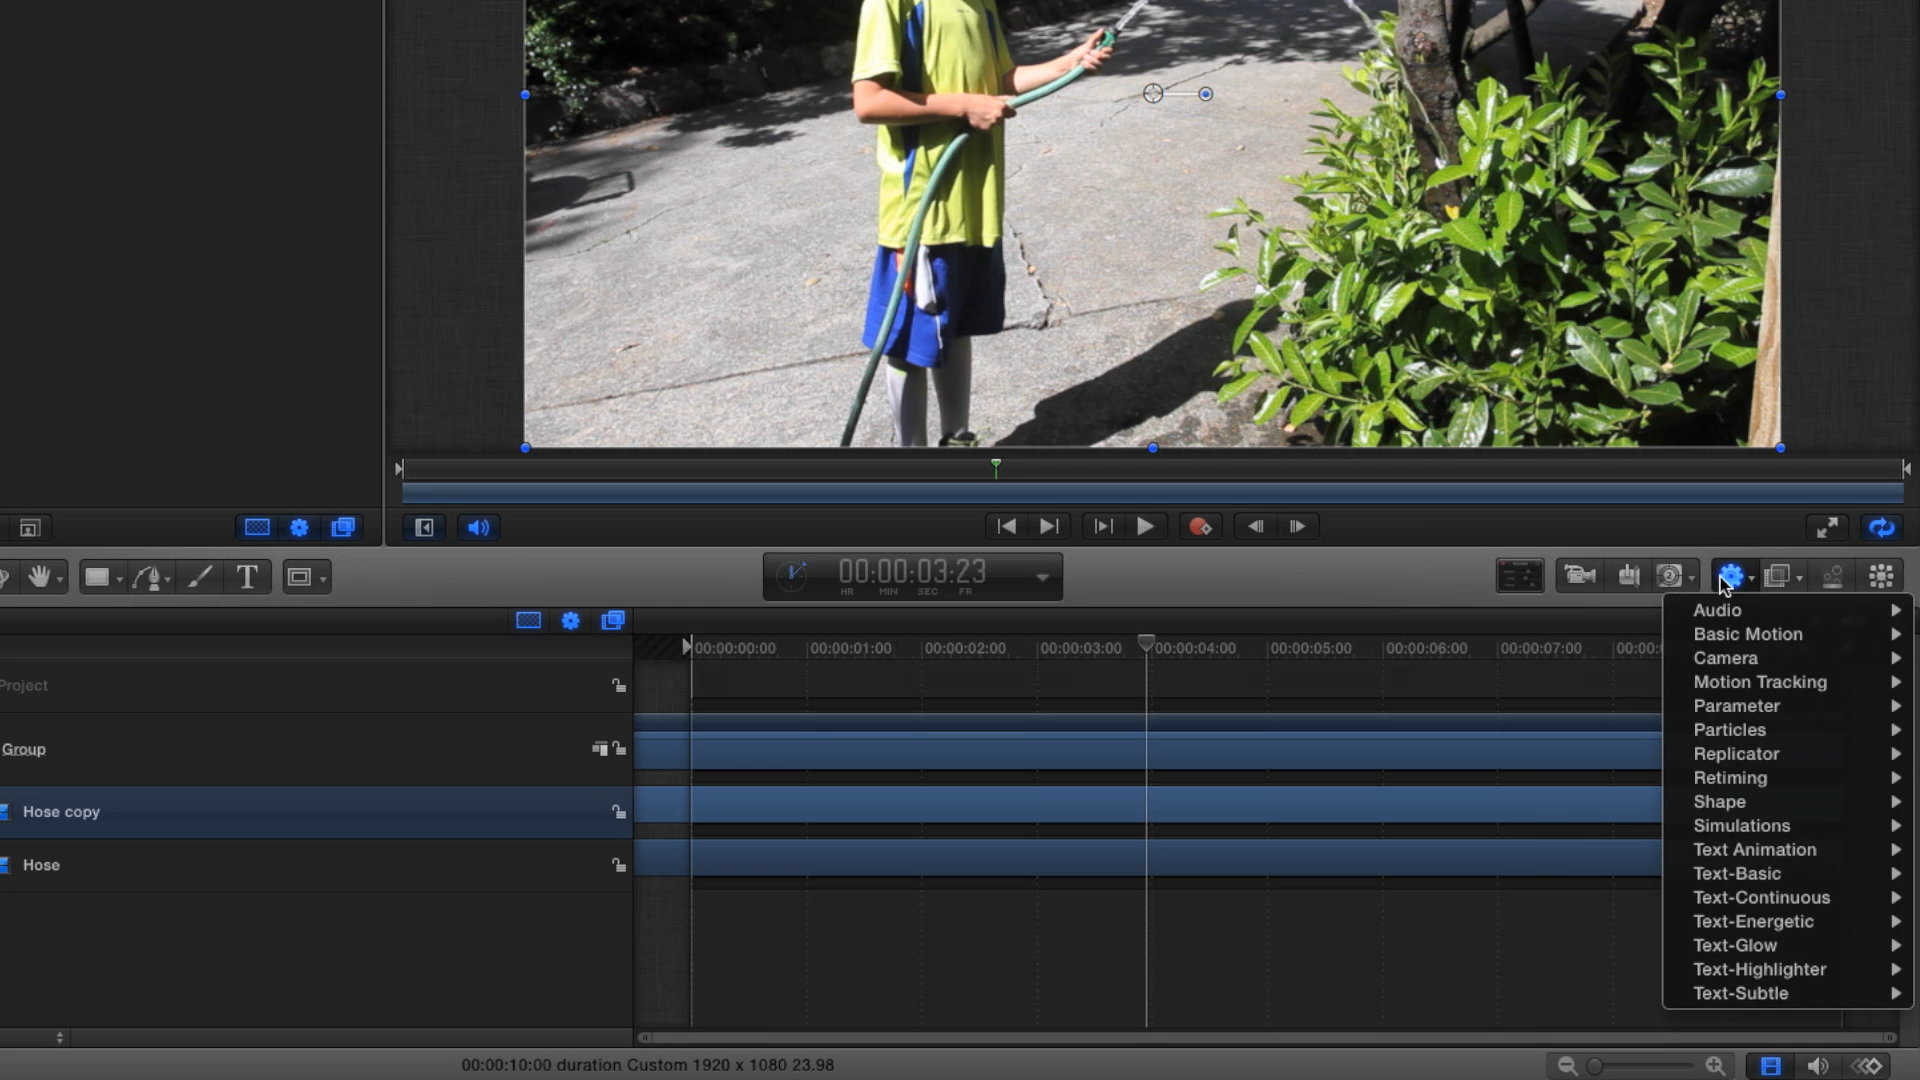 T
00:00:03:23
HR MIN SEC FR
00:00:00:00 00:00:01:00 00:00:02:00 00:00:03:00 00:00:04:00 00:00:05:00 00:00:06:00 00:00:07:00 00:00:0
Project
Group
Hose copy
Hose
Audio
Basic Motion
Camera
Motion Tracking
Parameter
Particles
Replicator
Retiming
Shape
Simulations
Text Animation
Text-Basic
Text-Continuous
Text-Energetic
Text-Glow
Text-Highlighter
Text-Subtle
00:00:10:00 duration Custom 1920 x 1080 23.98